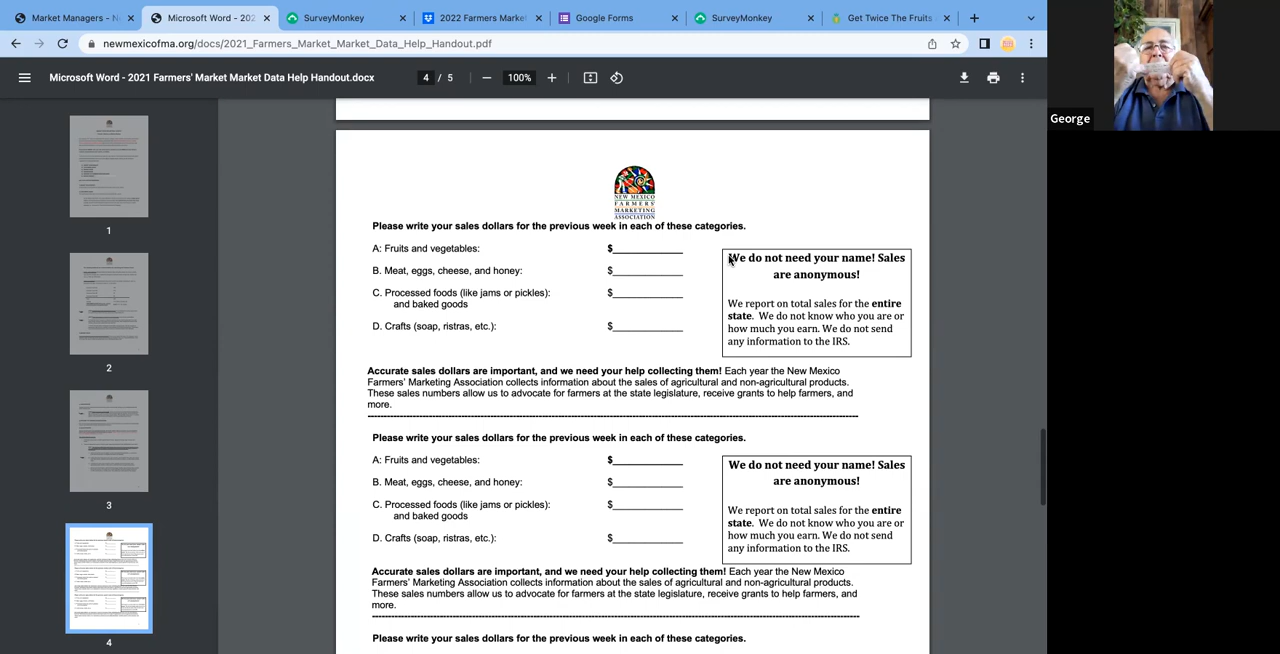 Market Managers - N
Microsoft Word - 202
SurveyMonkey
2022 Farmers Marke
Google Forms
SurveyMonkey
Get Twice The Fruits
newmexicofma.org/docs/2021_Farmers_Market_Market_Data_Help_Handout.pdf
Microsoft Word - 2021 Farmers' Market Market Data Help Handout.docx
4 / 5
100%
George
1
2
3
4
NEW MEXICO
FARMERS'
MARKETING
ASSOCIATION
Please write your sales dollars for the previous week in each of these categories.
A: Fruits and vegetables: $__________
B. Meat, eggs, cheese, and honey: $__________
C. Processed foods (like jams or pickles): $__________
and baked goods
D. Crafts (soap, ristras, etc.): $__________
We do not need your name! Sales
are anonymous!
We report on total sales for the entire
state. We do not know who you are or
how much you earn. We do not send
any information to the IRS.
Accurate sales dollars are important, and we need your help collecting them! Each year the New Mexico
Farmers' Marketing Association collects information about the sales of agricultural and non-agricultural products.
These sales numbers allow us to advocate for farmers at the state legislature, receive grants to help farmers, and
more.
Please write your sales dollars for the previous week in each of these categories.
A: Fruits and vegetables: $__________
B. Meat, eggs, cheese, and honey: $__________
C. Processed foods (like jams or pickles): $__________
and baked goods
D. Crafts (soap, ristras, etc.): $__________
We do not need your name! Sales
are anonymous!
We report on total sales for the entire
state. We do not know who you are or
how much you earn. We do not send
any information to the IRS.
Accurate sales dollars are important, and we need your help collecting them! Each year the New Mexico
Farmers' Marketing Association collects information about the sales of agricultural and non-agricultural products.
These sales numbers allow us to advocate for farmers at the state legislature, receive grants to help farmers, and
more.
Please write your sales dollars for the previous week in each of these categories.